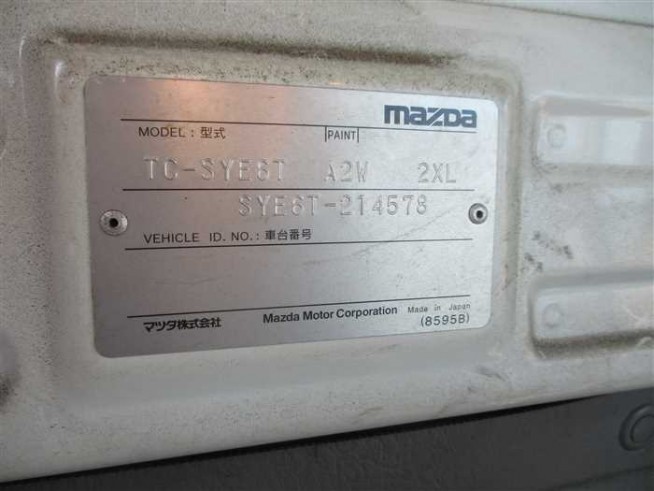 mazda
MODEL : 型式 PAINT
TC-SYE6T A2W 2XL
SYE6T-214578
VEHICLE ID. NO. : 車台番号
マツダ株式会社 Mazda Motor Corporation Made in Japan
(8595B)